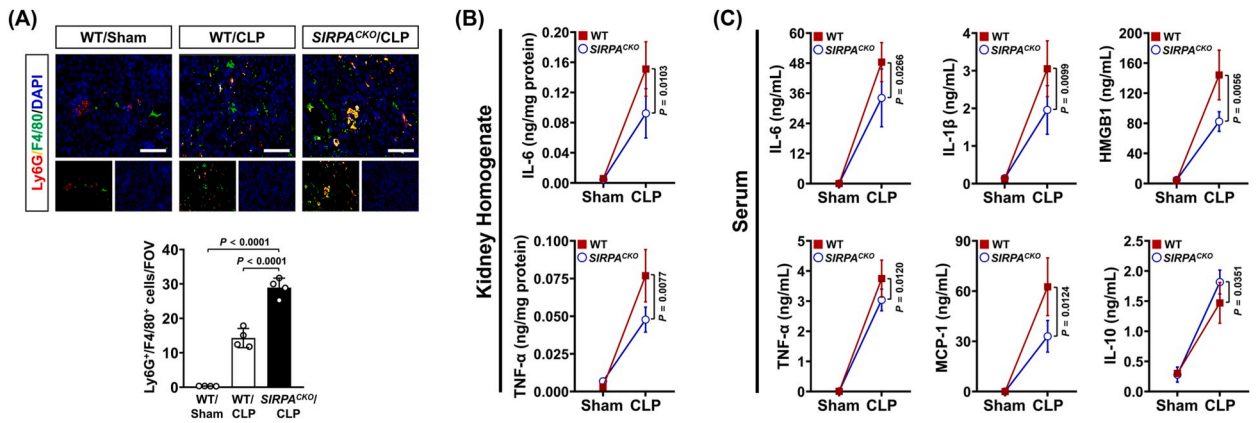 (A)
WT/Sham
WT/CLP
SIRPA^CKO/CLP
Ly6G/F4/80/DAPI
Ly6G⁺/F4/80⁺ cells/FOV
40
30
20
10
0
P < 0.0001
P < 0.0001
WT/
Sham
WT/
CLP
SIRPA^CKO/
CLP
(B)
Kidney Homogenate
IL-6 (ng/mg protein)
0.20
0.16
0.12
0.08
0.04
0.00
WT
SIRPA^CKO
P = 0.0103
Sham CLP
TNF-α (ng/mg protein)
0.100
0.075
0.050
0.025
0.000
WT
SIRPA^CKO
P = 0.0077
Sham CLP
(C)
Serum
IL-6 (ng/mL)
60
48
36
24
12
0
WT
SIRPA^CKO
P = 0.0266
Sham CLP
IL-1β (ng/mL)
4
3
2
1
0
WT
SIRPA^CKO
P = 0.0099
Sham CLP
HMGB1 (ng/mL)
200
160
120
80
40
0
WT
SIRPA^CKO
P = 0.0056
Sham CLP
TNF-α (ng/mL)
5
4
3
2
1
0
WT
SIRPA^CKO
P = 0.0120
Sham CLP
MCP-1 (ng/mL)
90
60
30
0
WT
SIRPA^CKO
P = 0.0124
Sham CLP
IL-10 (ng/mL)
2.5
2.0
1.5
1.0
0.5
0.0
WT
SIRPA^CKO
P = 0.0351
Sham CLP